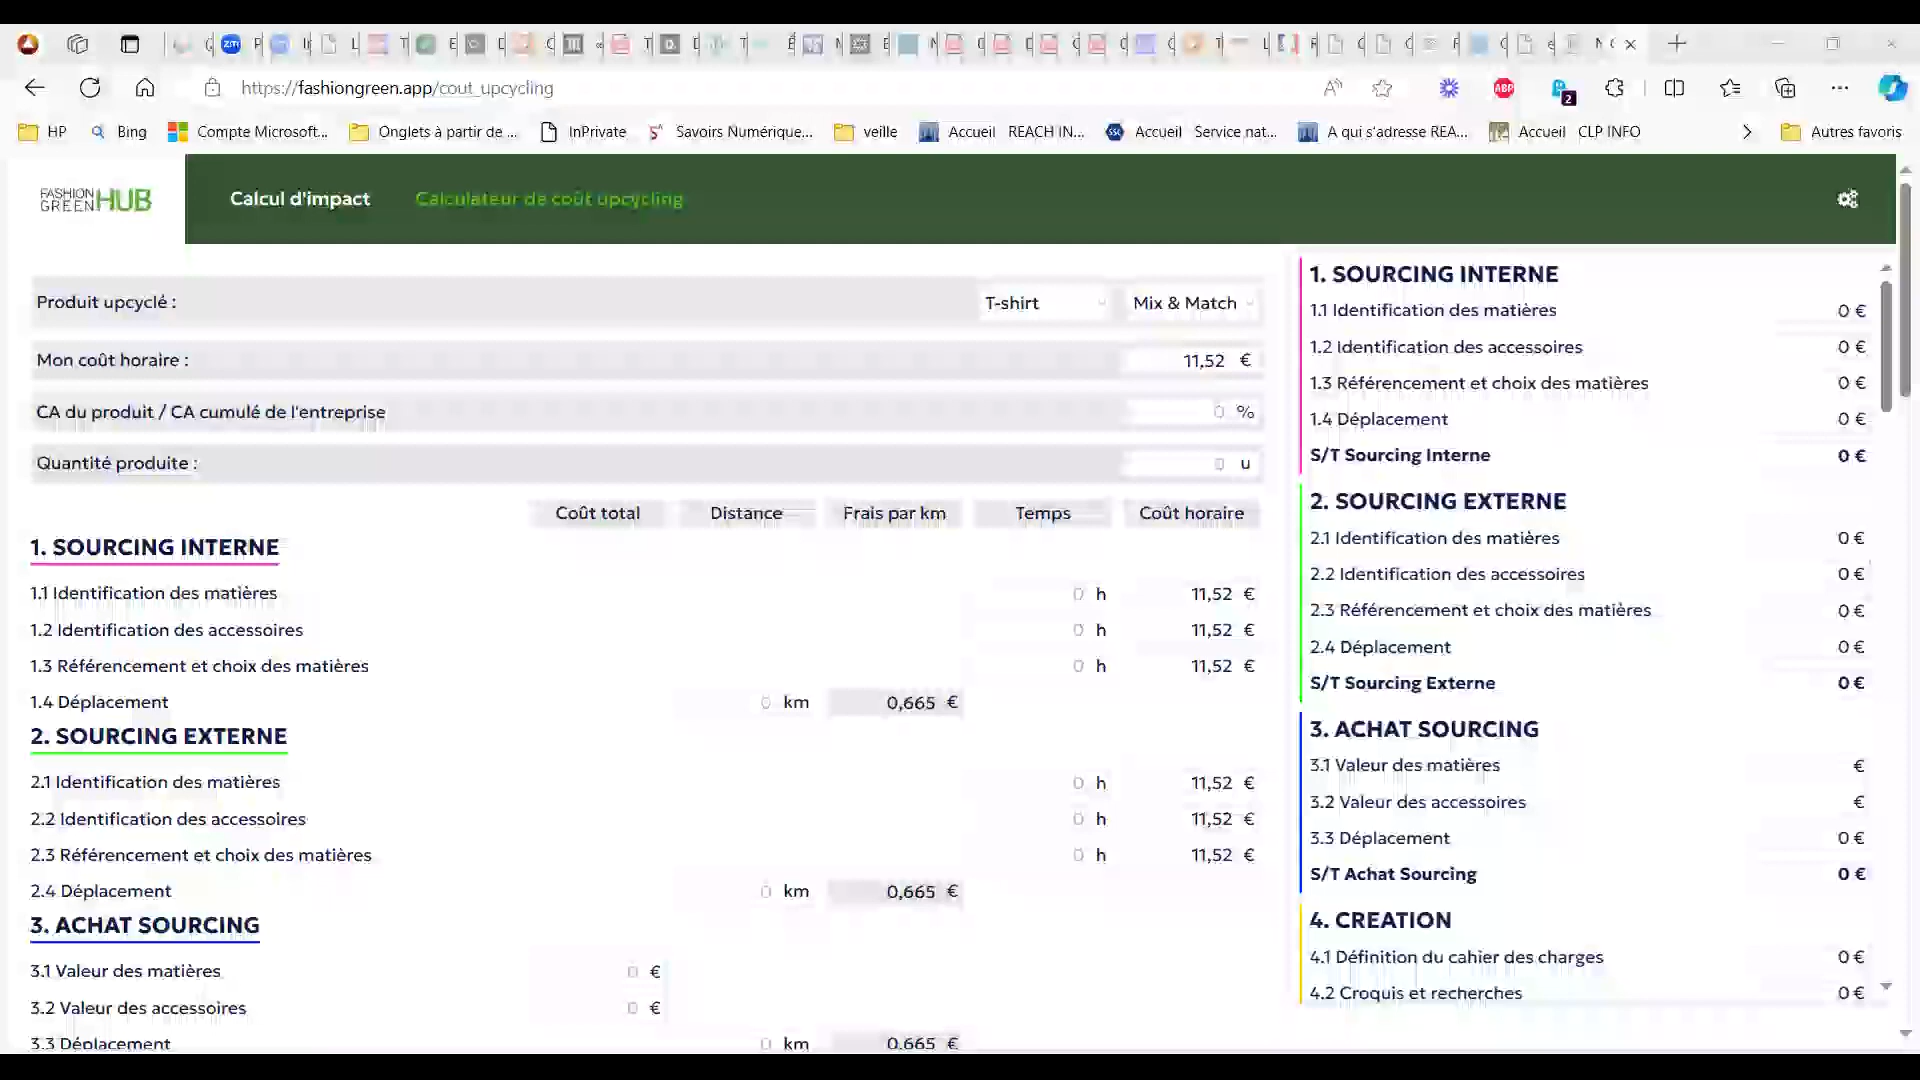 https://fashiongreen.app/cout_upcycling
HP
Bing
Compte Microsoft...
Onglets à partir de ...
InPrivate
Savoirs Numérique...
veille
Accueil REACH IN...
Accueil Service nat...
A qui s'adresse REA...
Accueil CLP INFO
Autres favoris
FASHION GREEN HUB
Calcul d'impact
Calculateur de coût upcycling
Produit upcyclé :
T-shirt
Mix & Match
Mon coût horaire :
11,52 €
CA du produit / CA cumulé de l'entreprise
0 %
Quantité produite :
0 u
Coût total Distance Frais par km Temps Coût horaire
1. SOURCING INTERNE
1.1 Identification des matières 0 h 11,52 €
1.2 Identification des accessoires 0 h 11,52 €
1.3 Référencement et choix des matières 0 h 11,52 €
1.4 Déplacement 0 km 0,665 €
2. SOURCING EXTERNE
2.1 Identification des matières 0 h 11,52 €
2.2 Identification des accessoires 0 h 11,52 €
2.3 Référencement et choix des matières 0 h 11,52 €
2.4 Déplacement 0 km 0,665 €
3. ACHAT SOURCING
3.1 Valeur des matières 0 €
3.2 Valeur des accessoires 0 €
3.3 Déplacement 0 km 0,665 €
1. SOURCING INTERNE
1.1 Identification des matières 0 €
1.2 Identification des accessoires 0 €
1.3 Référencement et choix des matières 0 €
1.4 Déplacement 0 €
S/T Sourcing Interne 0 €
2. SOURCING EXTERNE
2.1 Identification des matières 0 €
2.2 Identification des accessoires 0 €
2.3 Référencement et choix des matières 0 €
2.4 Déplacement 0 €
S/T Sourcing Externe 0 €
3. ACHAT SOURCING
3.1 Valeur des matières €
3.2 Valeur des accessoires €
3.3 Déplacement 0 €
S/T Achat Sourcing 0 €
4. CREATION
4.1 Définition du cahier des charges 0 €
4.2 Croquis et recherches 0 €